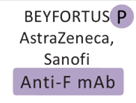 BEYFORTUS P
AstraZeneca,
Sanofi
Anti-F mAb